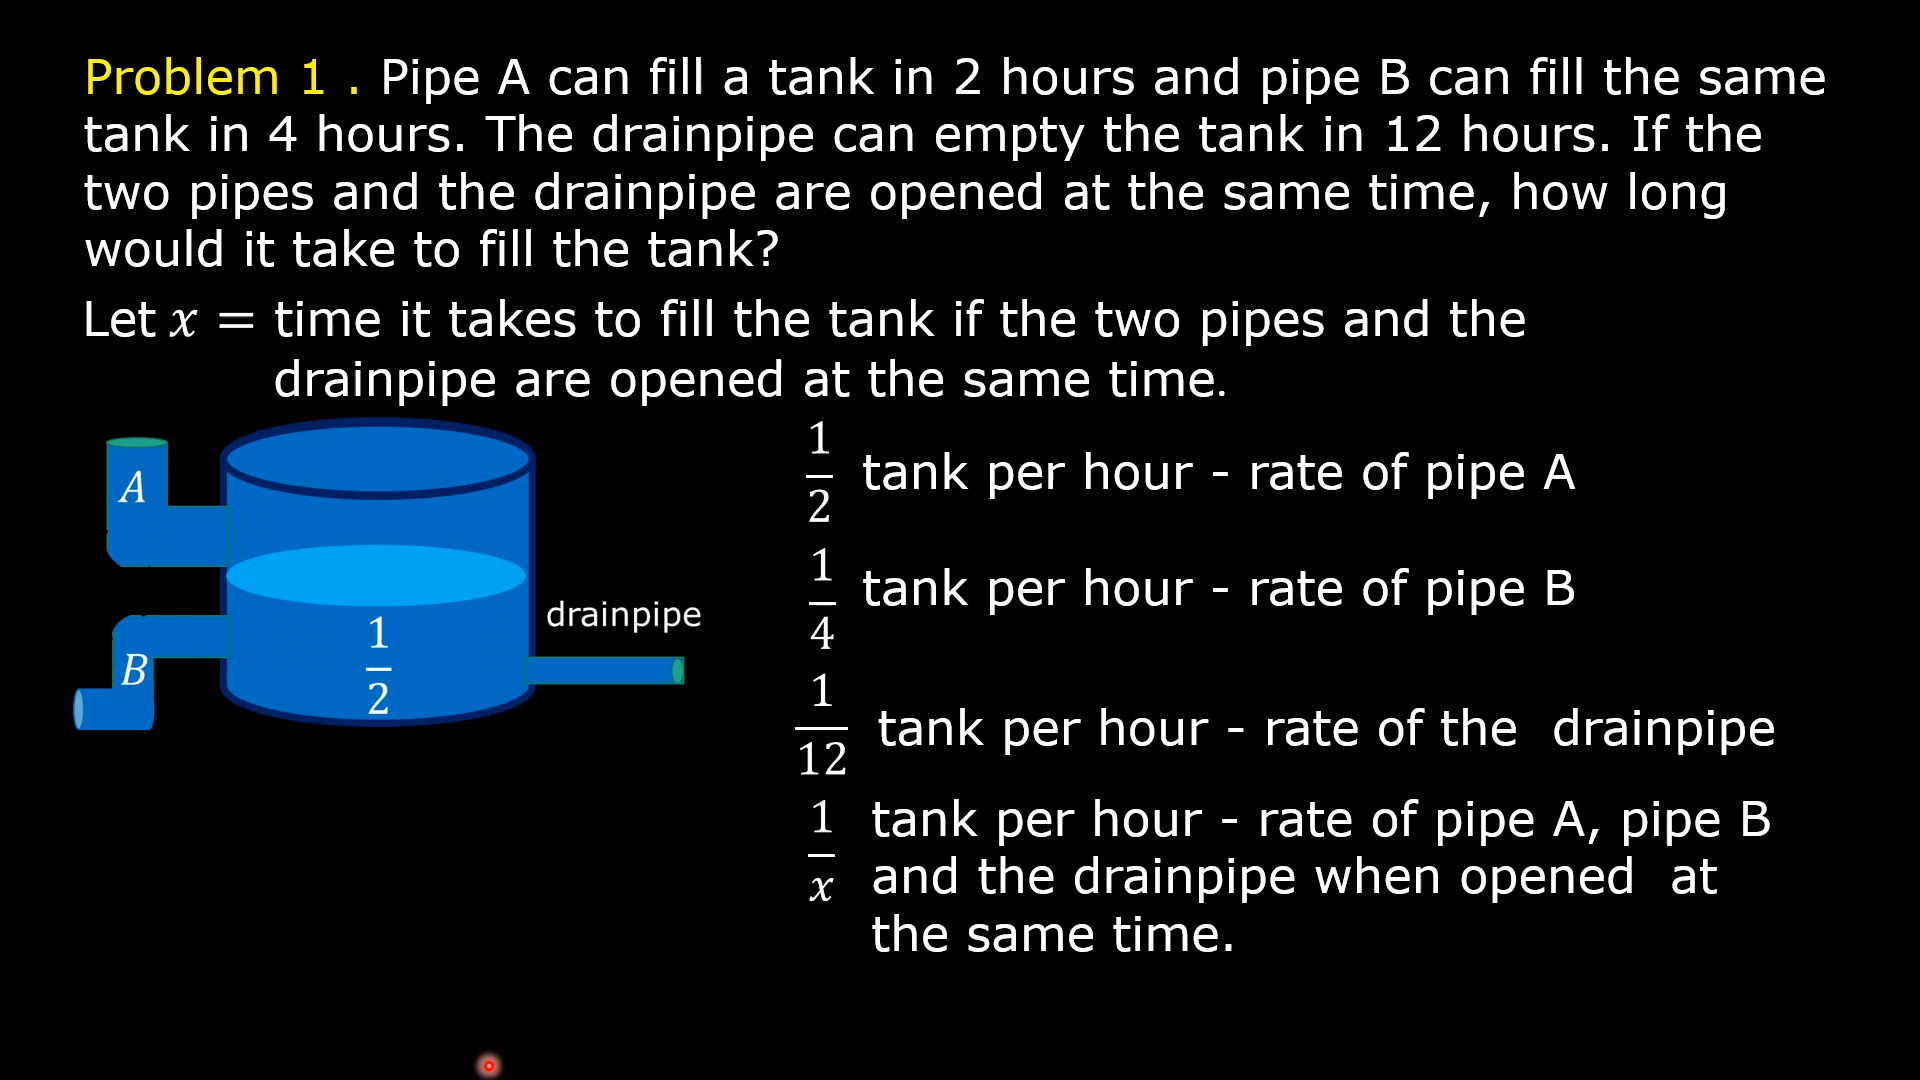 Problem 1 . Pipe A can fill a tank in 2 hours and pipe B can fill the same
tank in 4 hours. The drainpipe can empty the tank in 12 hours. If the
two pipes and the drainpipe are opened at the same time, how long
would it take to fill the tank?
Let x = time it takes to fill the tank if the two pipes and the
drainpipe are opened at the same time.
A
B
1/2
drainpipe
1/2 tank per hour - rate of pipe A
1/4 tank per hour - rate of pipe B
1/12 tank per hour - rate of the drainpipe
1/x tank per hour - rate of pipe A, pipe B
and the drainpipe when opened at
the same time.